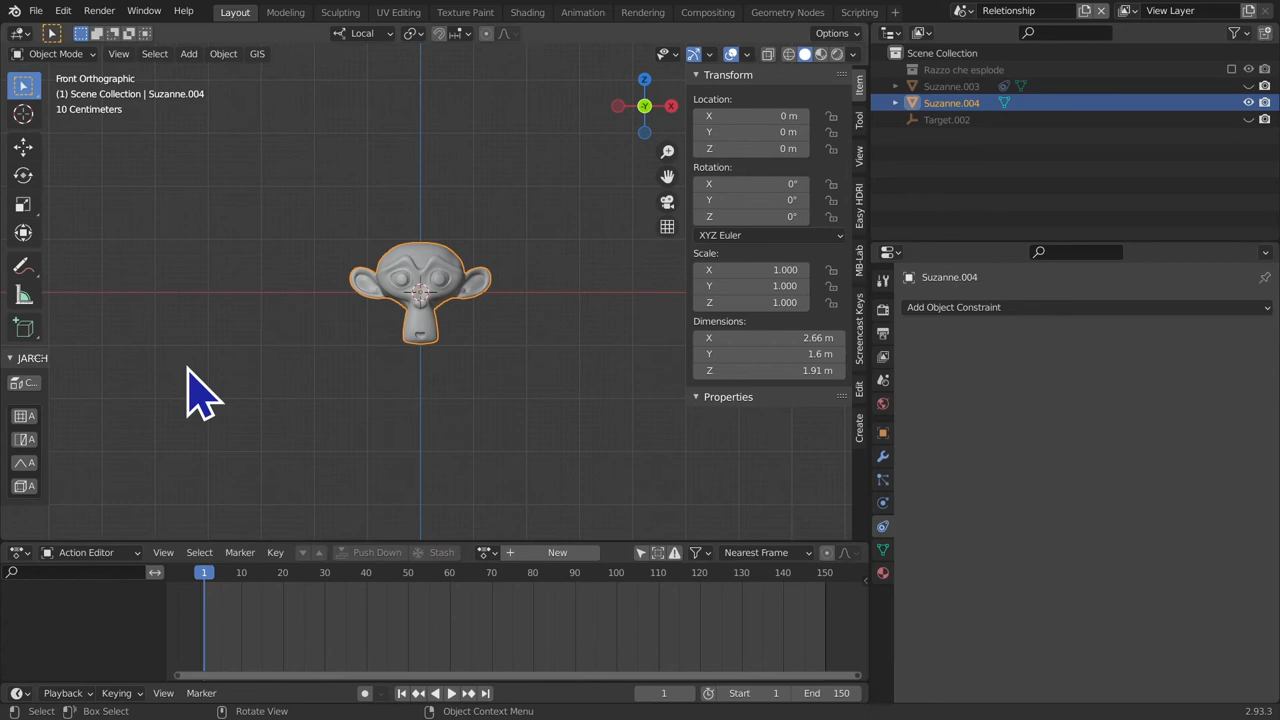 File Edit Render Window Help Layout Modeling Sculpting UV Editing Texture Paint Shading Animation Rendering Compositing Geometry Nodes Scripting + Relationship View Layer
Local Options
Object Mode View Select Add Object GIS
Front Orthographic
(1) Scene Collection | Suzanne.004
10 Centimeters
Z
X
-Y
JARCH
C...
A
A
A
A
Transform
Location:
X 0 m
Y 0 m
Z 0 m
Rotation:
X 0°
Y 0°
Z 0°
XYZ Euler
Scale:
X 1.000
Y 1.000
Z 1.000
Dimensions:
X 2.66 m
Y 1.6 m
Z 1.91 m
Properties
Item
Tool
View
Easy HDRI
MB-Lab
Screencast Keys
Edit
Create
Scene Collection
Razzo che esplode
Suzanne.003
Suzanne.004
Target.002
Suzanne.004
Add Object Constraint
Action Editor View Select Marker Key Push Down Stash + New Nearest Frame
1 10 20 30 40 50 60 70 80 90 100 110 120 130 140 150
Playback Keying View Marker 1 Start 1 End 150
Select Box Select Rotate View Object Context Menu 2.93.3